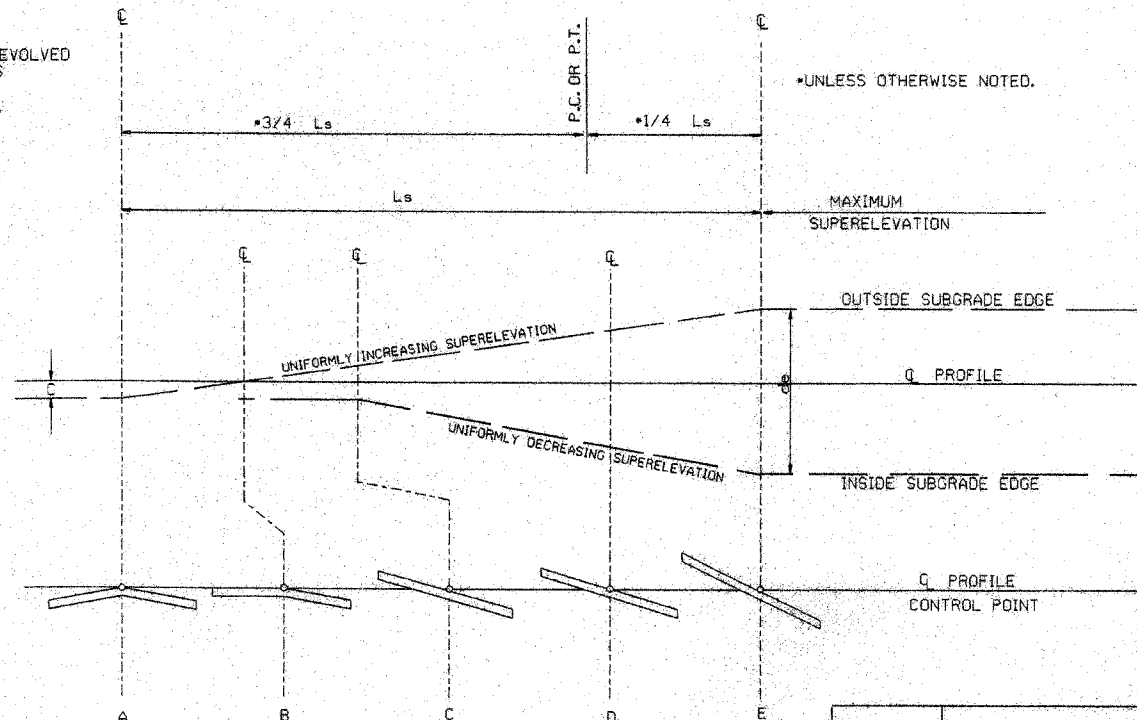 ℄
℄
EVOLVED
S
P.C. OR P.T.
*UNLESS OTHERWISE NOTED.
*3/4 Ls
*1/4 Ls
Ls
MAXIMUM
SUPERELEVATION
℄
℄
℄
OUTSIDE SUBGRADE EDGE
UNIFORMLY INCREASING SUPERELEVATION
C
℄ PROFILE
UNIFORMLY DECREASING SUPERELEVATION
INSIDE SUBGRADE EDGE
℄ PROFILE
CONTROL POINT
A
B
C
D
E